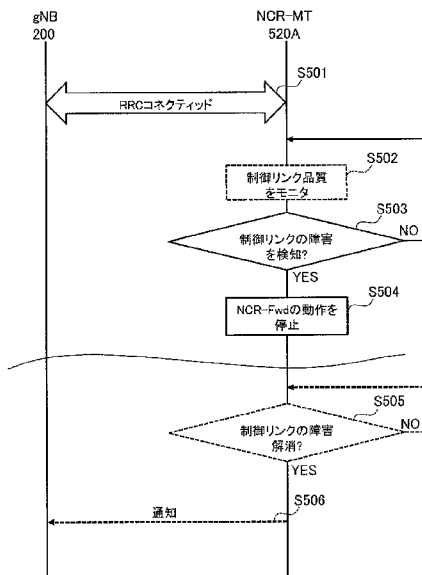 gNB
200
NCR-MT
520A
S501
RRCコネクティッド
S502
制御リンク品質
をモニタ
S503
制御リンクの障害
を検知?
NO
YES
S504
NCR-Fwdの動作を
停止
S505
制御リンクの障害
解消?
NO
YES
通知
S506